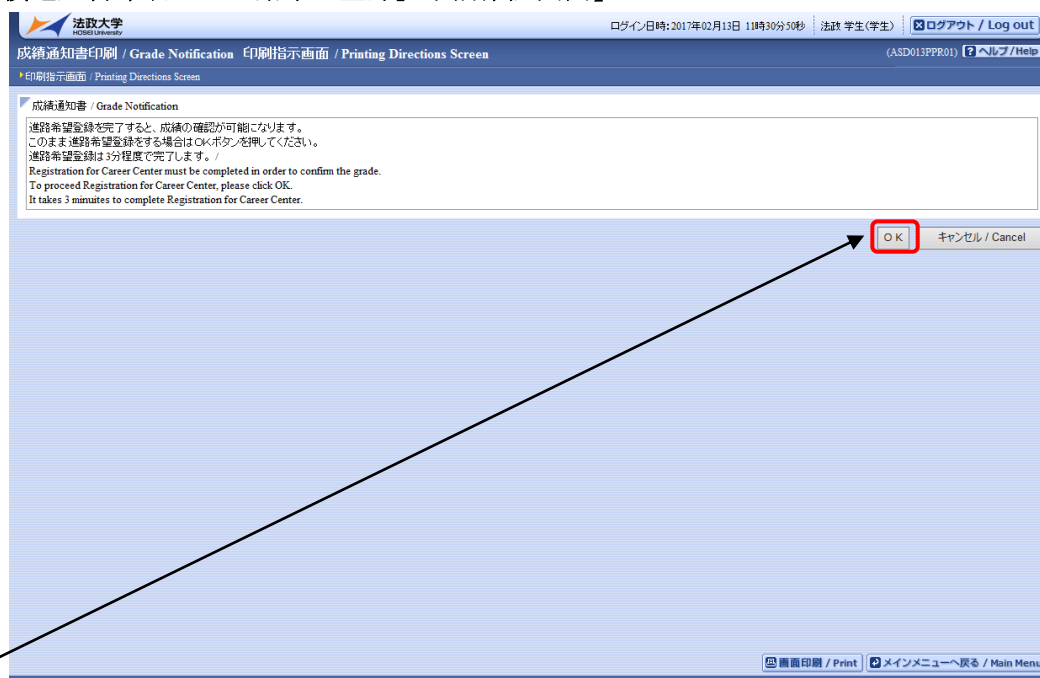 法政大学
HOSEI University
ログイン日時:2017年02月13日 11時30分50秒 法政 学生(学生) ログアウト / Log out
成績通知書印刷 / Grade Notification 印刷指示画面 / Printing Directions Screen
(ASD013PPR01) ? ヘルプ/Help
印刷指示画面 / Printing Directions Screen
成績通知書 / Grade Notification
進路希望登録を完了すると、成績の確認が可能になります。
このまま進路希望登録をする場合はOKボタンを押してください。
進路希望登録は3分程度で完了します。/
Registration for Career Center must be completed in order to confirm the grade.
To proceed Registration for Career Center, please click OK.
It takes 3 minuites to complete Registration for Career Center.
OK キャンセル / Cancel
画面印刷 / Print メインメニューへ戻る / Main Menu